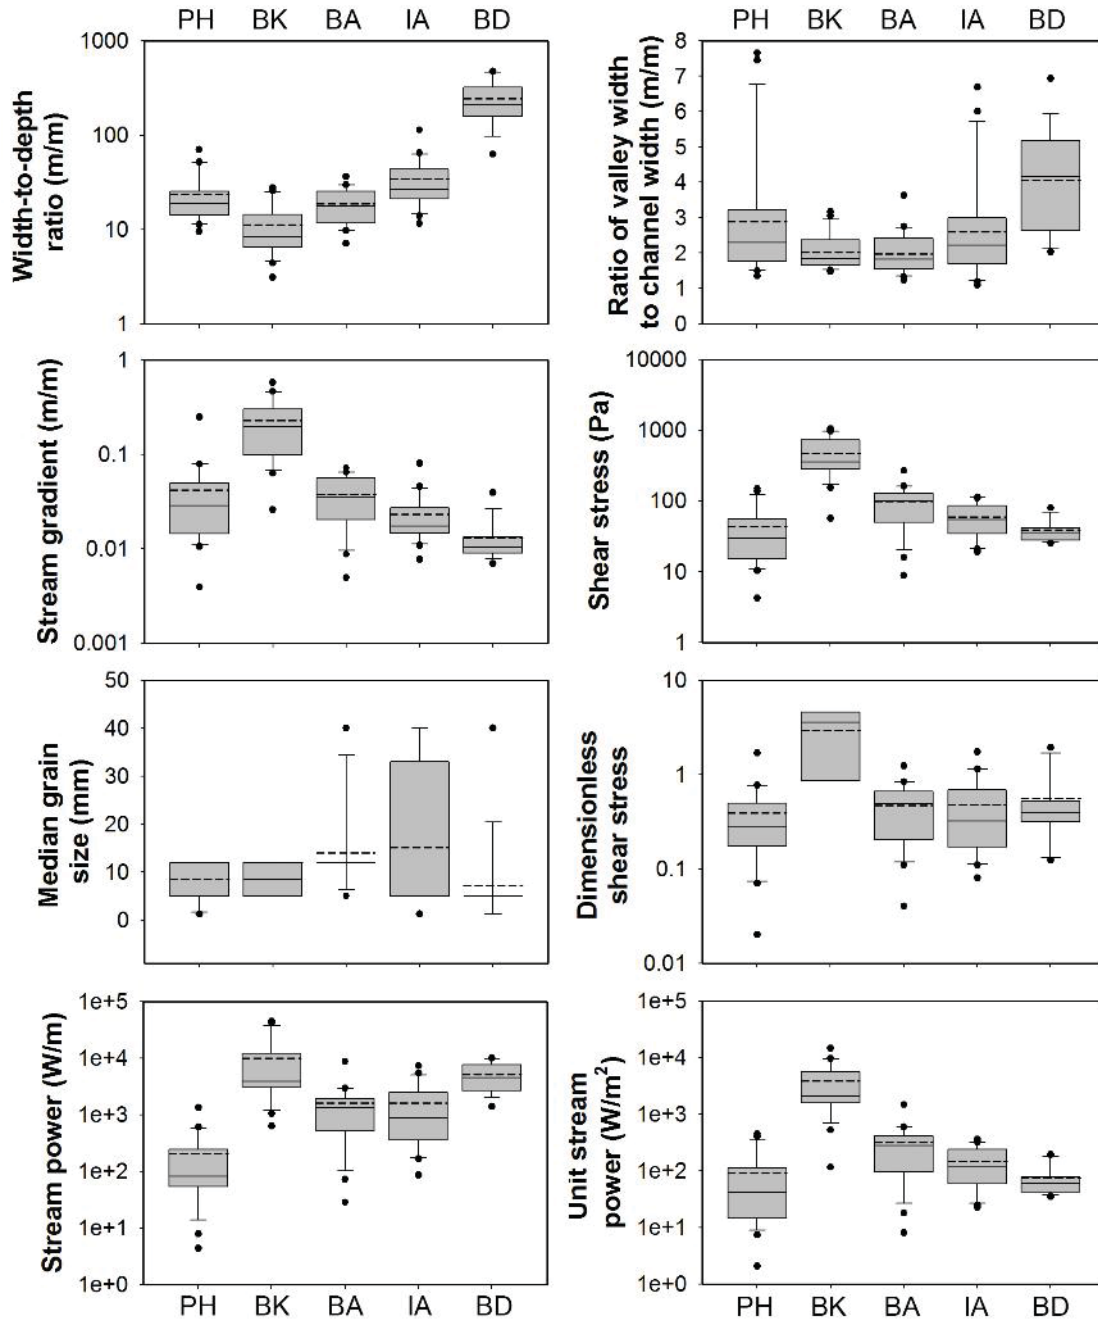 PH BK BA IA BD
Width-to-depth
ratio (m/m)
1000
100
10
1
PH BK BA IA BD
Ratio of valley width
to channel width (m/m)
8
7
6
5
4
3
2
1
0
Stream gradient (m/m)
1
0.1
0.01
0.001
Shear stress (Pa)
10000
1000
100
10
1
Median grain
size (mm)
50
40
30
20
10
0
Dimensionless
shear stress
10
1
0.1
0.01
Stream power (W/m)
1e+5
1e+4
1e+3
1e+2
1e+1
1e+0
PH BK BA IA BD
Unit stream
power (W/m²)
1e+5
1e+4
1e+3
1e+2
1e+1
1e+0
PH BK BA IA BD